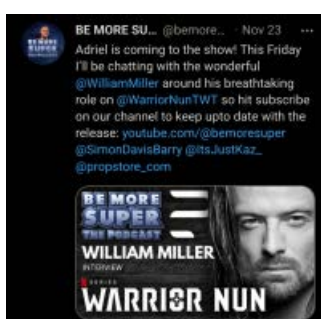 BE MORE SU... @bemore... · Nov 23 ...
Adriel is coming to the show! This Friday
I'll be chatting with the wonderful
@WilliamMiller around his breathtaking
role on @WarriorNunTWT so hit subscribe
on our channel to keep upto date with the
release: youtube.com/@bemoresuper
@SimonDavisBarry @ItsJustKaz_
@propstore_com
BE MORE
SUPER
THE PODCAST
WILLIAM MILLER
INTERVIEW
N SERIES
WARRIOR NUN